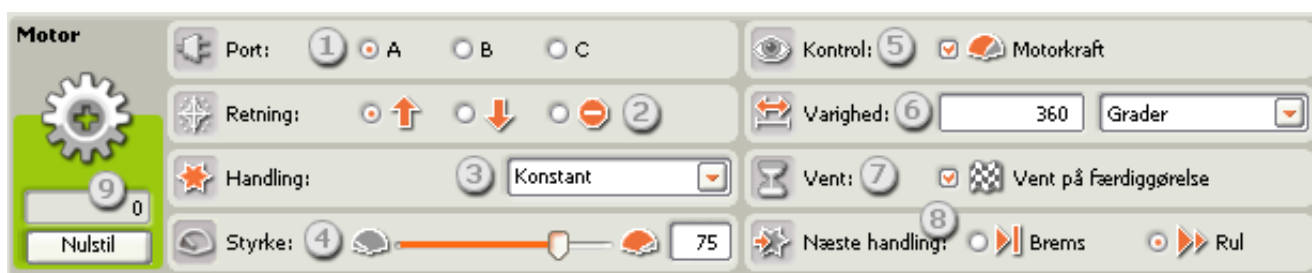 Motor
9
0
Nulstil
Port: 1 A B C
Retning: 2
Handling: 3 Konstant
Styrke: 4 75
Kontrol: 5 Motorkraft
Varighed: 6 360 Grader
Vent: 7 Vent på færdiggørelse
Næste handling: 8 Brems Rul